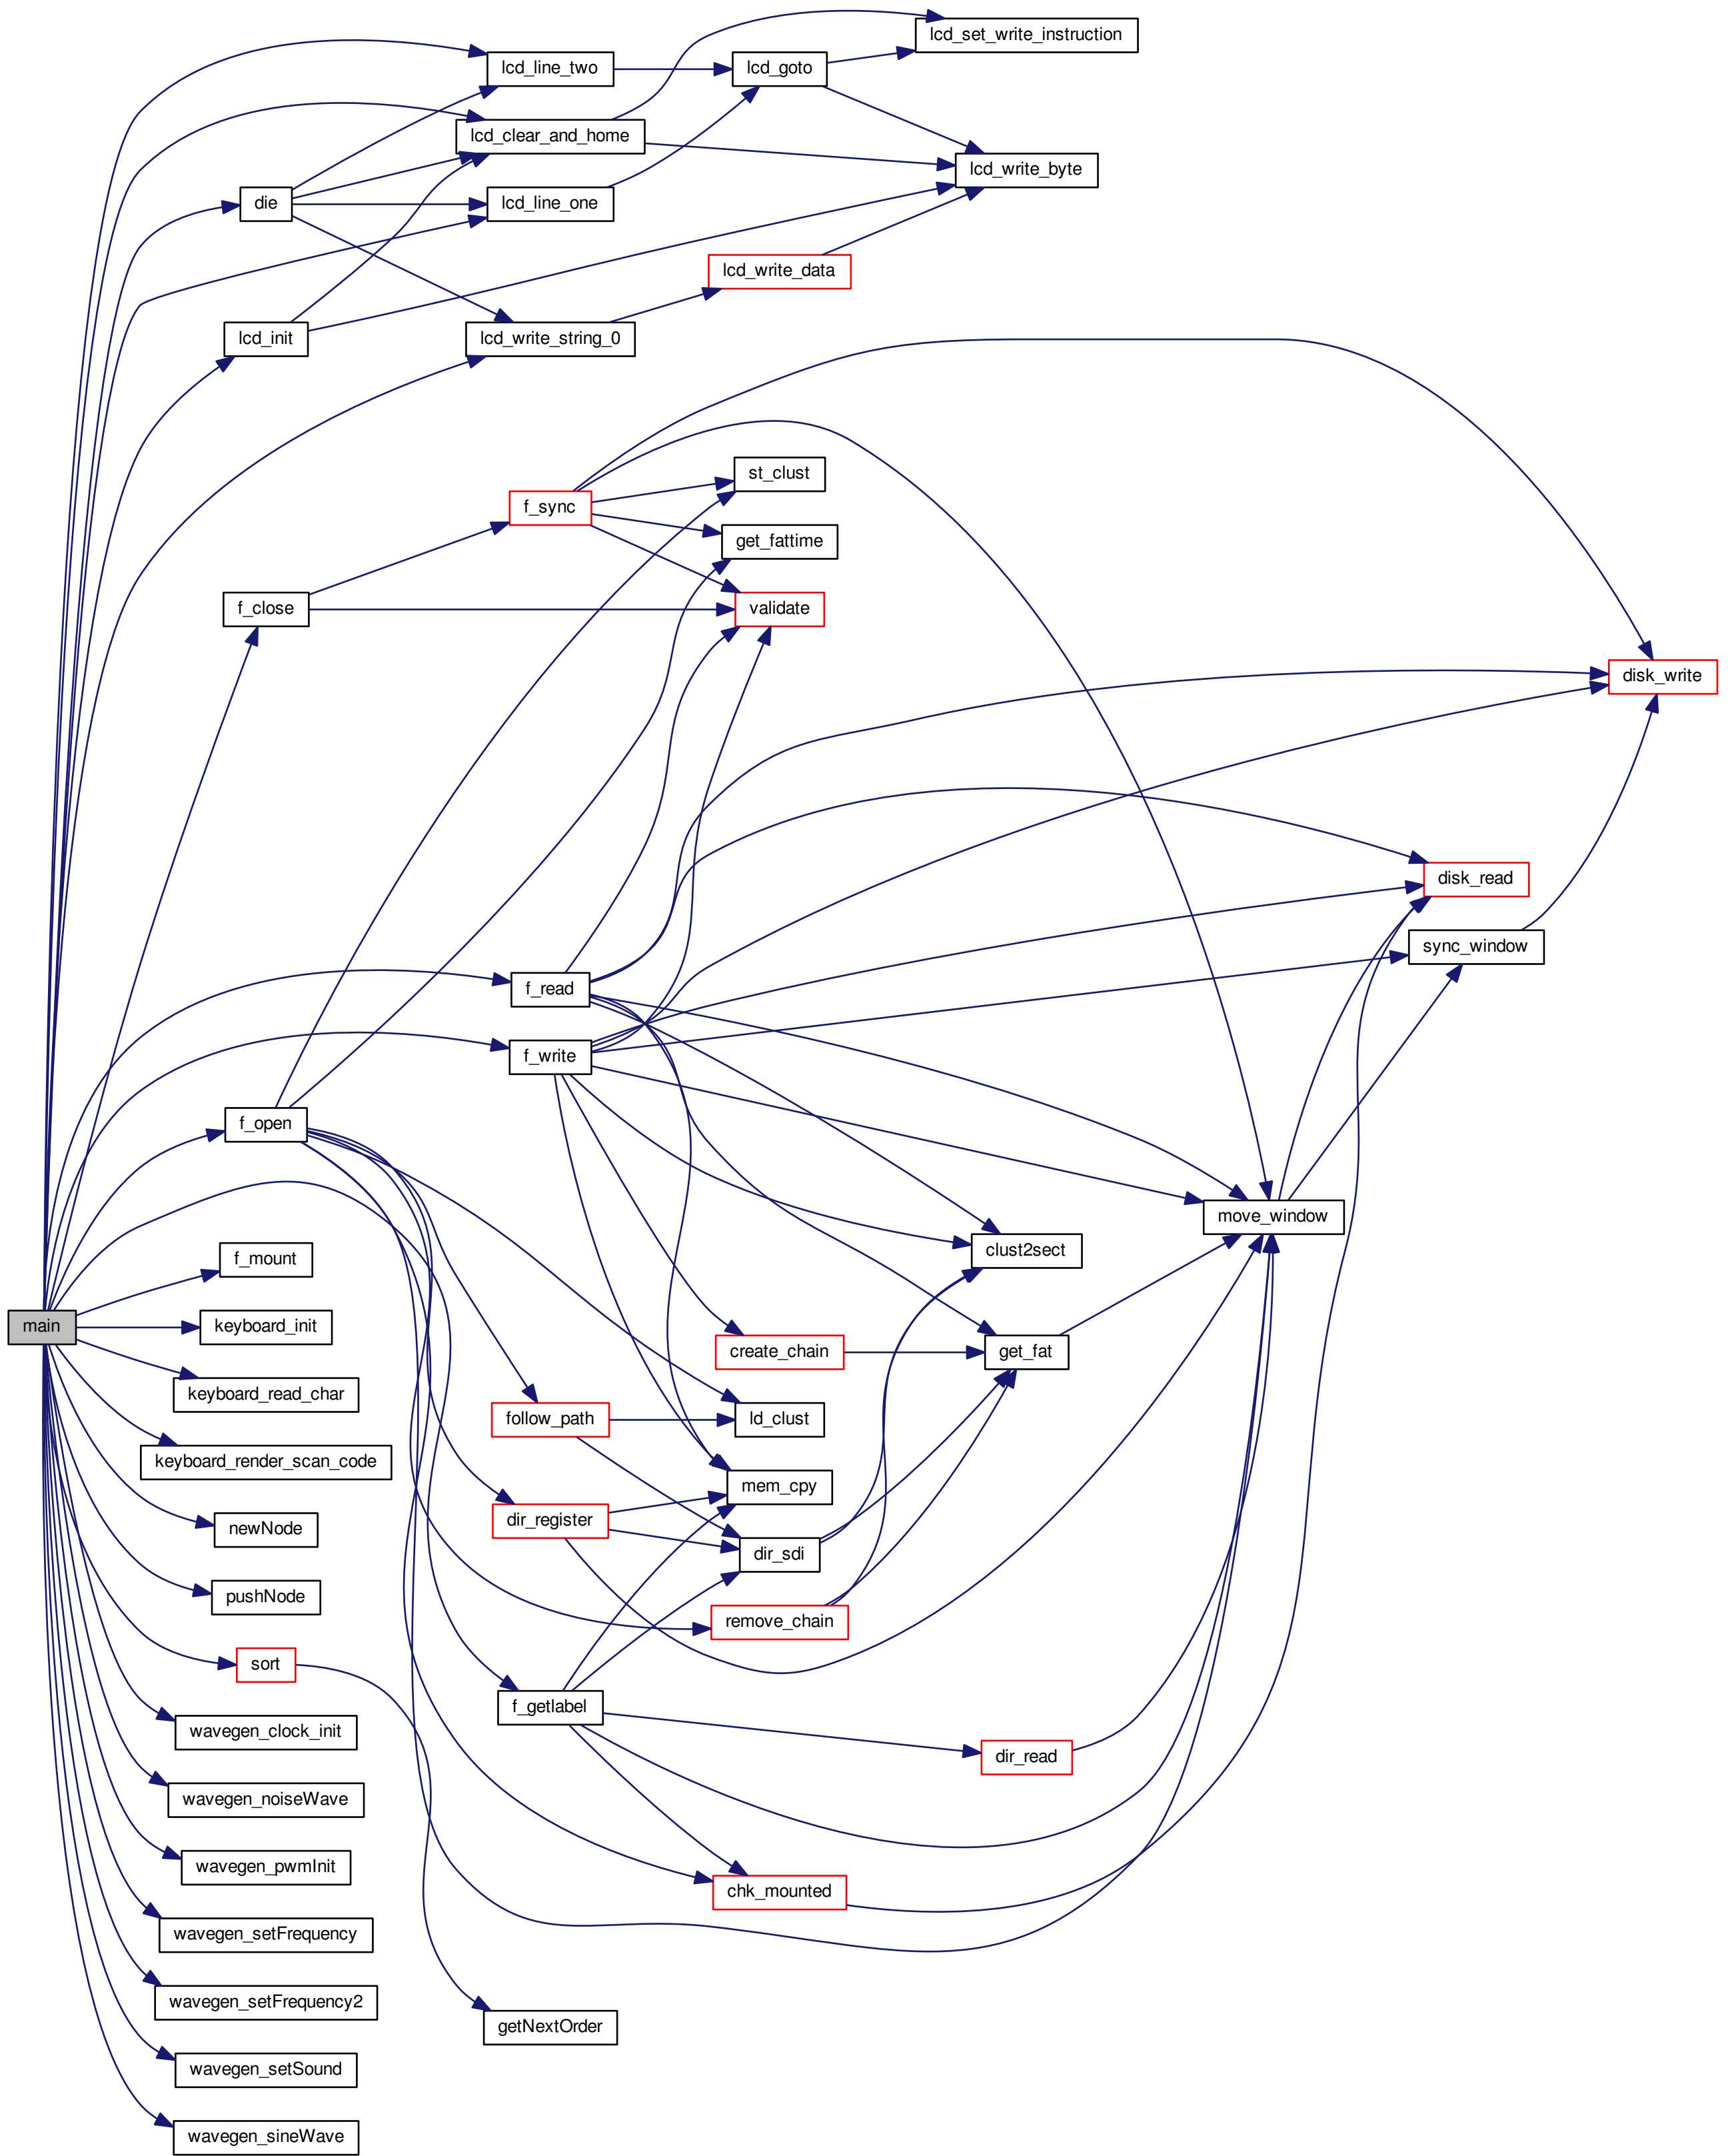 lcd_set_write_instruction
lcd_line_two
lcd_goto
lcd_clear_and_home
lcd_write_byte
die
lcd_line_one
lcd_write_data
lcd_init
lcd_write_string_0
st_clust
f_sync
get_fattime
f_close
validate
disk_write
disk_read
sync_window
f_read
f_write
f_open
move_window
clust2sect
f_mount
main
keyboard_init
create_chain
get_fat
keyboard_read_char
follow_path
ld_clust
keyboard_render_scan_code
mem_cpy
newNode
dir_register
dir_sdi
pushNode
remove_chain
sort
f_getlabel
wavegen_clock_init
dir_read
wavegen_noiseWave
wavegen_pwmInit
chk_mounted
wavegen_setFrequency
wavegen_setFrequency2
getNextOrder
wavegen_setSound
wavegen_sineWave